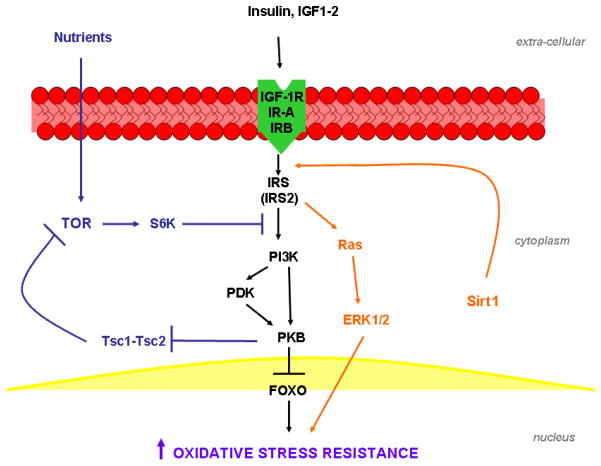 Insulin, IGF1-2
Nutrients
extra-cellular
IGF-1R
IR-A
IRB
IRS
(IRS2)
TOR
S6K
Ras
cytoplasm
PI3K
PDK
Sirt1
ERK1/2
Tsc1-Tsc2
PKB
FOXO
nucleus
OXIDATIVE STRESS RESISTANCE